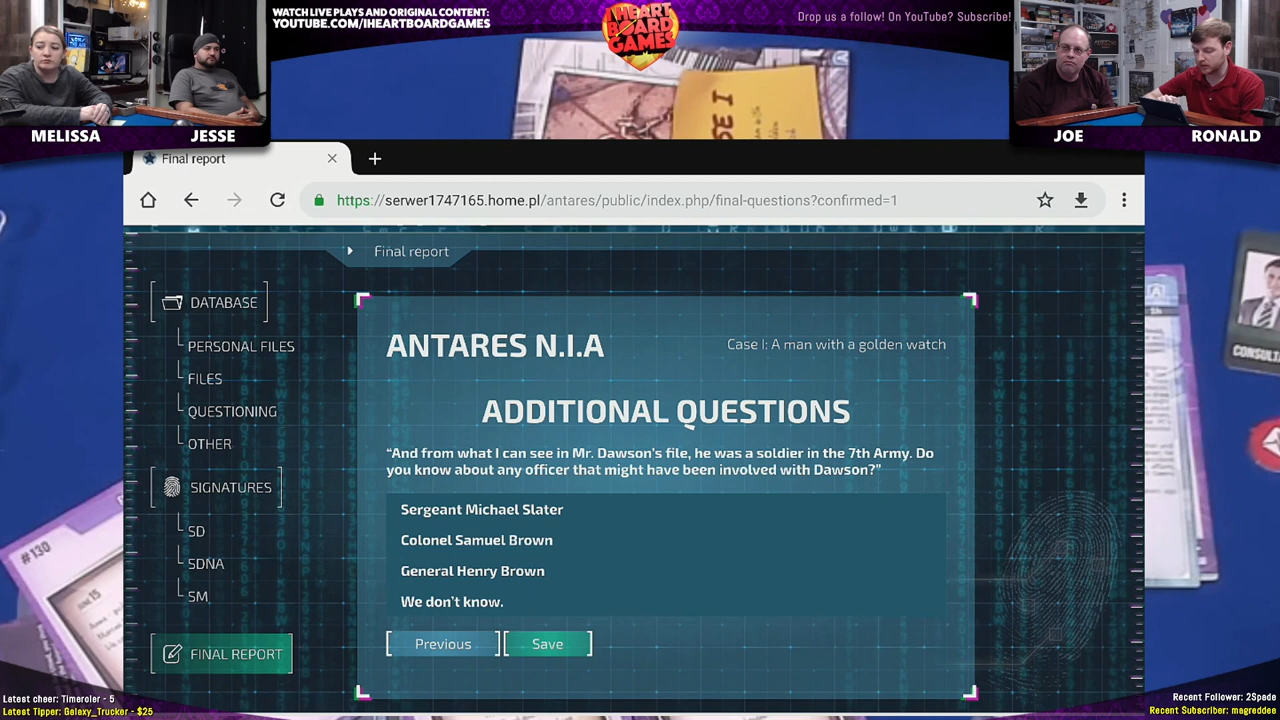 WATCH LIVE PLAYS AND ORIGINAL CONTENT:
YOUTUBE.COM/IHEARTBOARDGAMES
I HEART
BOARD
GAMES
Drop us a follow! On YouTube? Subscribe!
MELISSA
JESSE
JOE
RONALD
Final report
https://serwer1747165.home.pl/antares/public/index.php/final-questions?confirmed=1
Final report
DATABASE
PERSONAL FILES
FILES
QUESTIONING
OTHER
SIGNATURES
SD
SDNA
SM
FINAL REPORT
ANTARES N.I.A
Case I: A man with a golden watch
ADDITIONAL QUESTIONS
“And from what I can see in Mr. Dawson’s file, he was a soldier in the 7th Army. Do
you know about any officer that might have been involved with Dawson?”
Sergeant Michael Slater
Colonel Samuel Brown
General Henry Brown
We don’t know.
Previous
Save
#130
Latest cheer: Timeroler - 5
Latest Tipper: Galaxy_Trucker - $25
Recent Follower: 2Spade
Recent Subscriber: magreddee